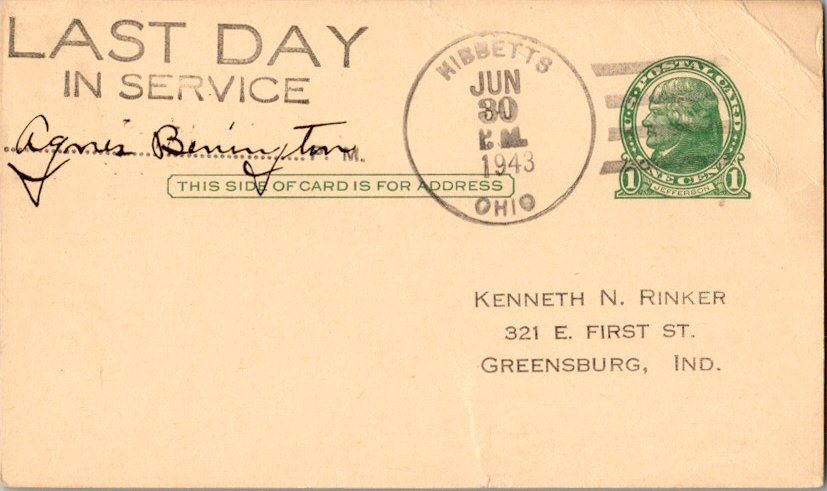 LAST DAY
IN SERVICE
Agnes Benington P. M.
THIS SIDE OF CARD IS FOR ADDRESS
HIBBETTS
JUN
30
P.M.
1943
OHIO
U.S. POSTAL CARD
ONE CENT
1 JEFFERSON 1
KENNETH N. RINKER
321 E. FIRST ST.
GREENSBURG, IND.